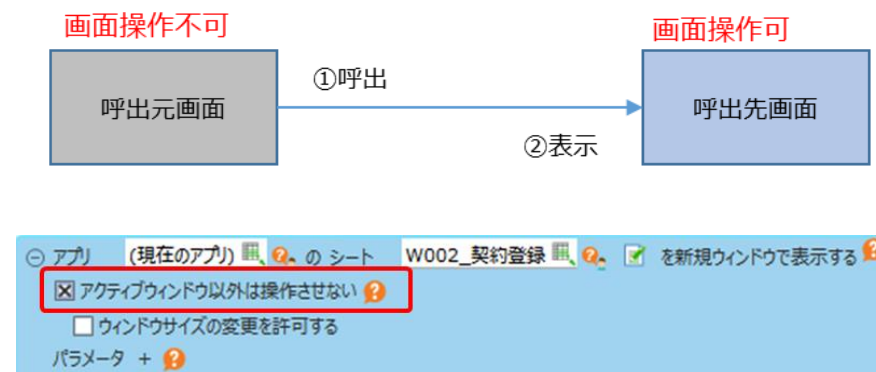 画面操作不可
画面操作可
①呼出
呼出元画面
呼出先画面
②表示
アプリ (現在のアプリ) の シート W002_契約登録 を新規ウィンドウで表示する
アクティブウィンドウ以外は操作させない
ウィンドウサイズの変更を許可する
パラメータ +